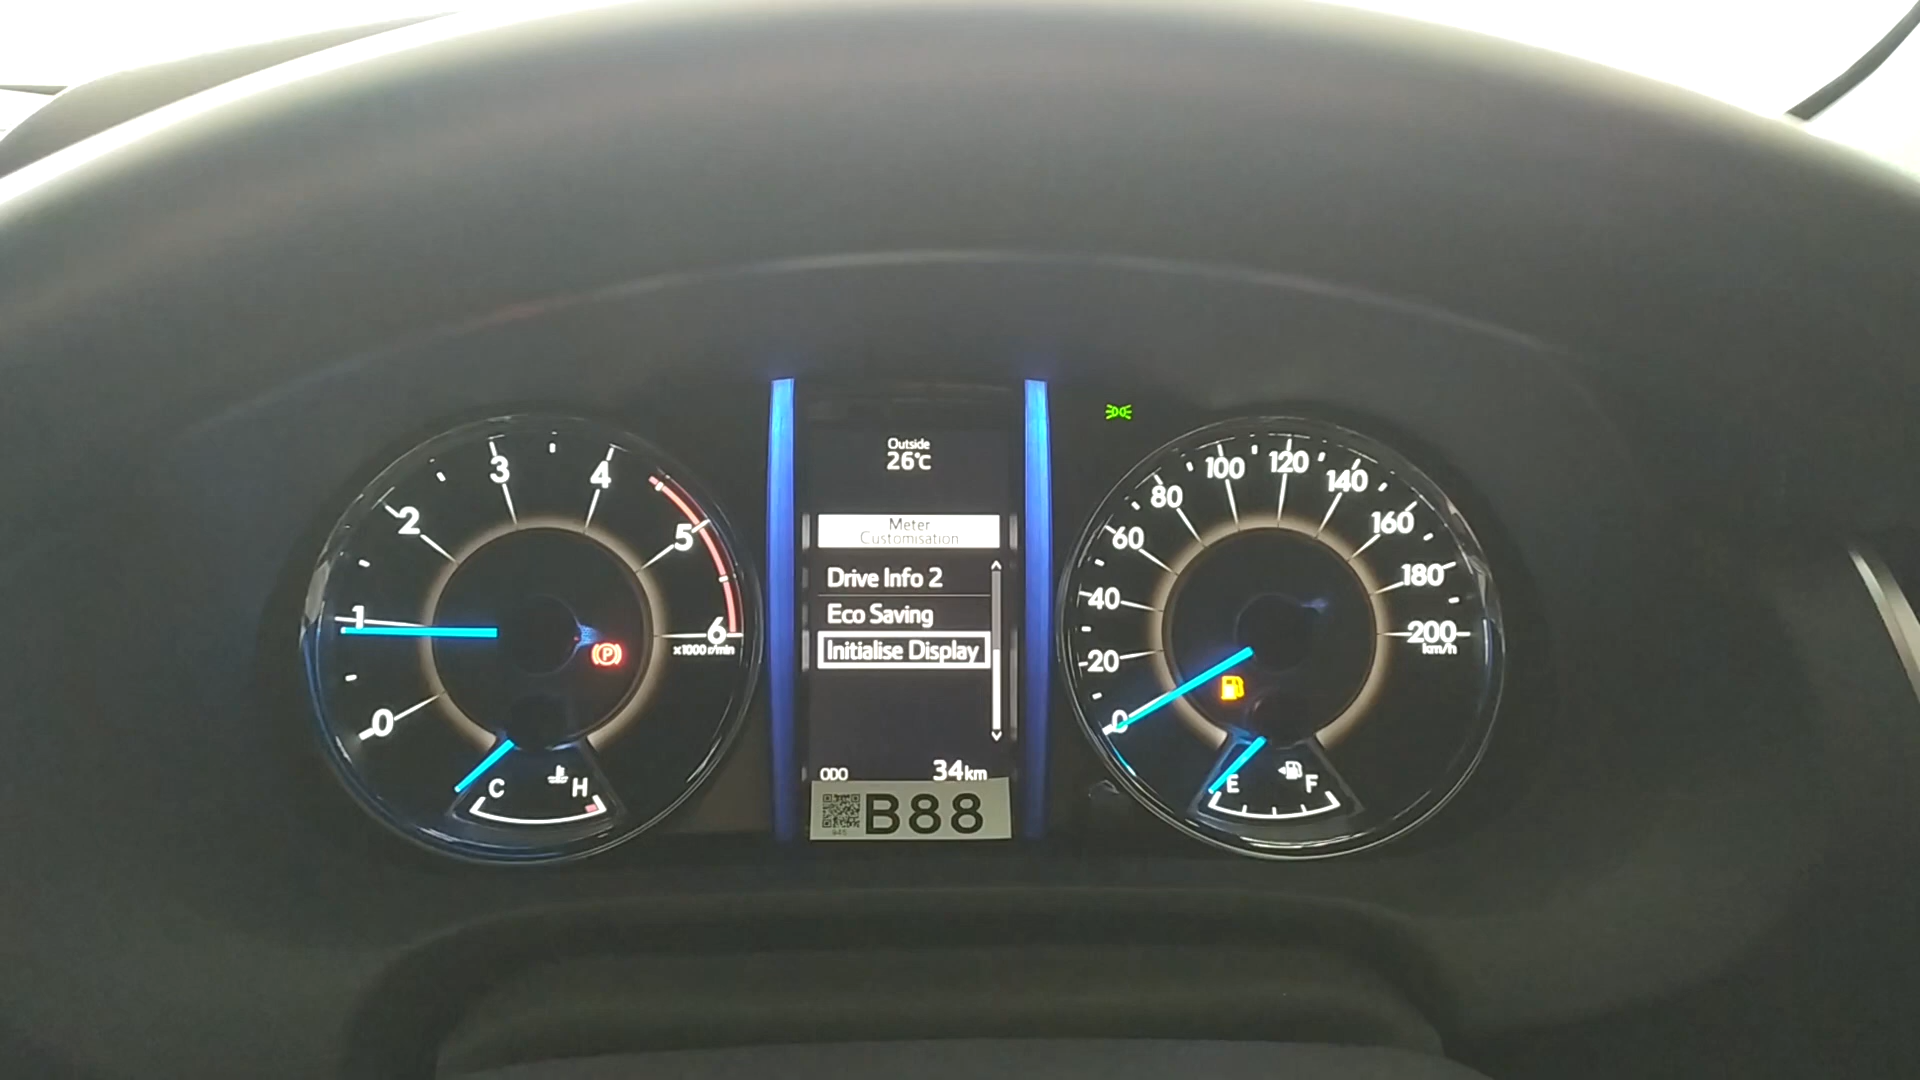 0
1
2
3
4
5
6
x1000 r/min
P
C
H
Outside
26°C
Meter
Customisation
Drive Info 2
Eco Saving
Initialise Display
ODO
34km
B88
0
20
40
60
80
100
120
140
160
180
200
km/h
E
F